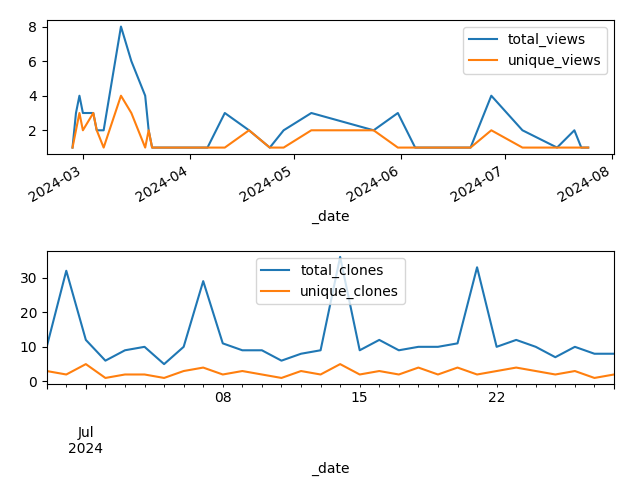 8
6
4
2
total_views
unique_views
2024-03
2024-04
2024-05
2024-06
2024-07
2024-08
_date
30
20
10
0
total_clones
unique_clones
08
15
22
Jul
2024
_date